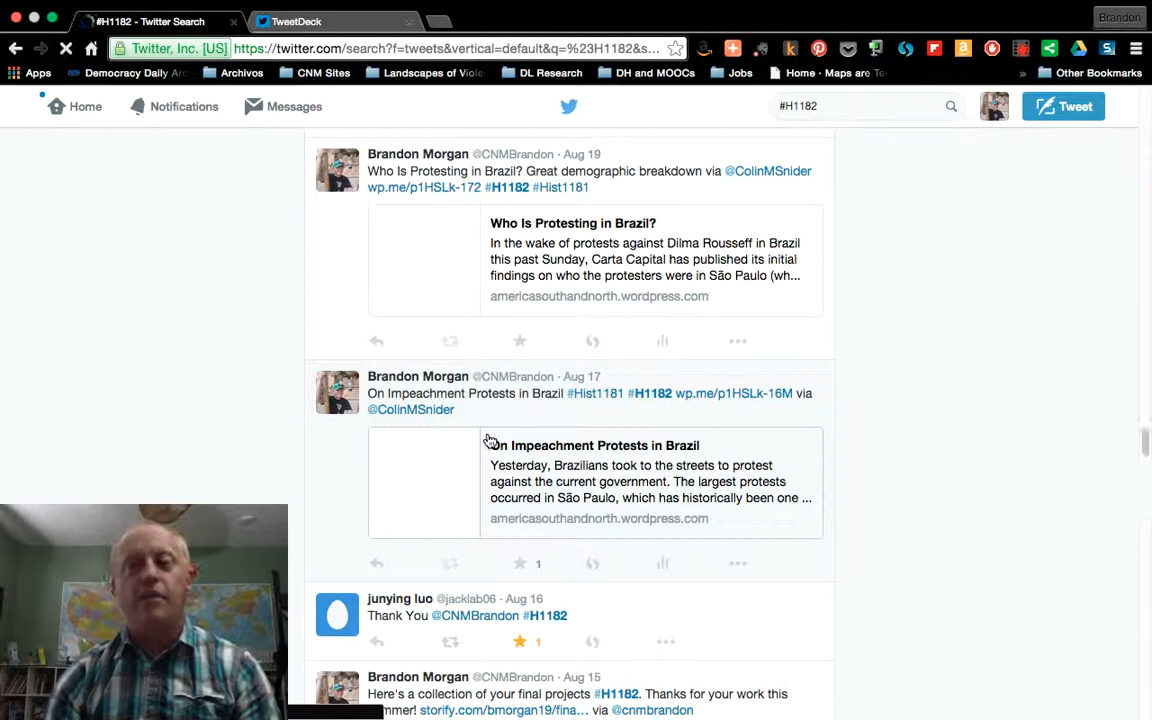 #H1182 - Twitter Search
TweetDeck
Brandon
Twitter, Inc. [US]
https://twitter.com/search?f=tweets&vertical=default&q=%23H1182&s...
Apps
Democracy Daily Ar
Archivos
CNM Sites
Landscapes of Viole
DL Research
DH and MOOCs
Jobs
Home · Maps are Te
»
Other Bookmarks
Home
Notifications
Messages
#H1182
Tweet
Brandon Morgan @CNMBrandon · Aug 19
Who Is Protesting in Brazil? Great demographic breakdown via @ColinMSnider
wp.me/p1HSLk-172 #H1182 #Hist1181
Who Is Protesting in Brazil?
In the wake of protests against Dilma Rousseff in Brazil
this past Sunday, Carta Capital has published its initial
findings on who the protesters were in São Paulo (wh...
americasouthandnorth.wordpress.com
Brandon Morgan @CNMBrandon · Aug 17
On Impeachment Protests in Brazil #Hist1181 #H1182 wp.me/p1HSLk-16M via
@ColinMSnider
On Impeachment Protests in Brazil
Yesterday, Brazilians took to the streets to protest
against the current government. The largest protests
occurred in São Paulo, which has historically been one ...
americasouthandnorth.wordpress.com
1
junying luo @jacklab06 · Aug 16
Thank You @CNMBrandon #H1182
1
Brandon Morgan @CNMBrandon · Aug 15
Here's a collection of your final projects #H1182. Thanks for your work this
mmer! storify.com/bmorgan19/fina... via @cnmbrandon